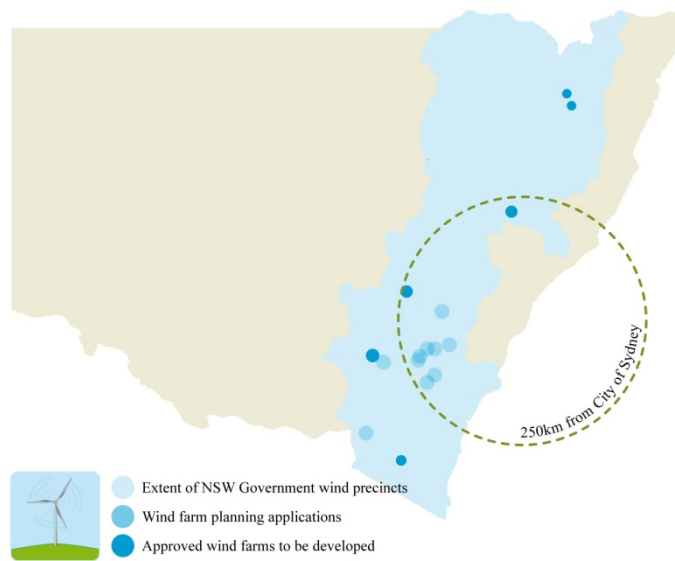 250km from City of Sydney
Extent of NSW Government wind precincts
Wind farm planning applications
Approved wind farms to be developed